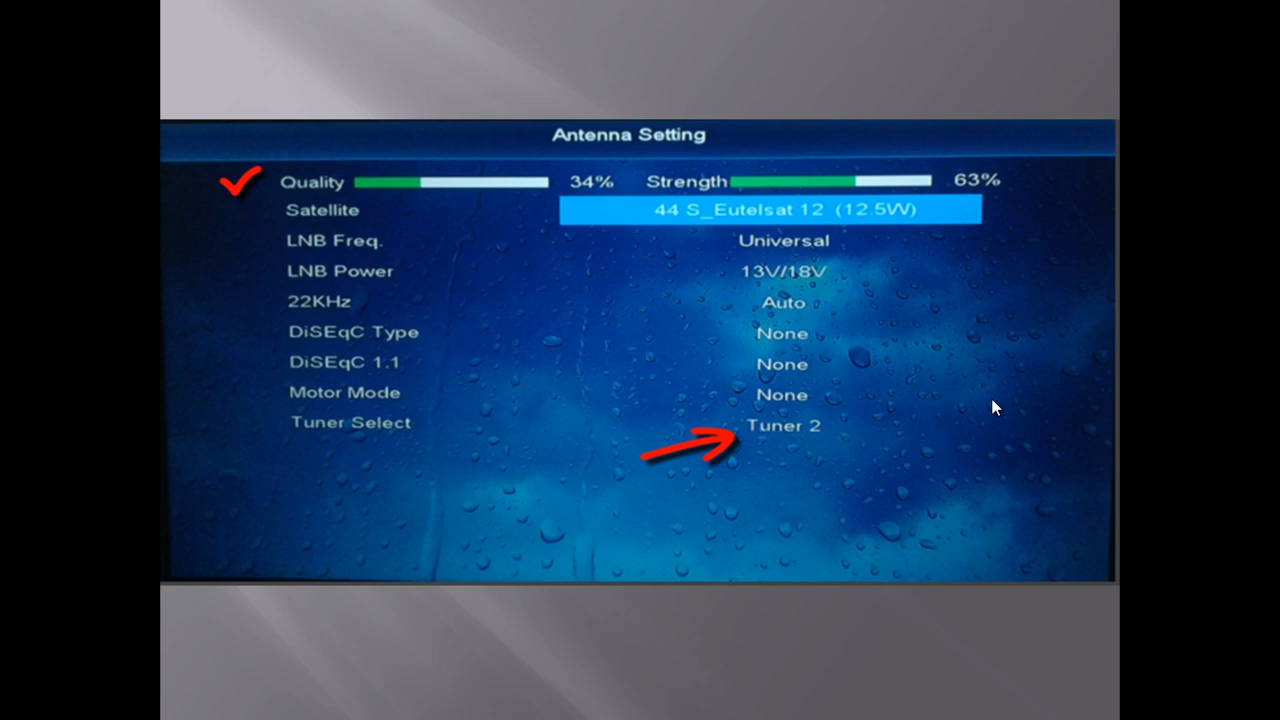 Antenna Setting
Quality 34% Strength 63%
Satellite 44 S_Eutelsat 12 (12.5W)
LNB Freq. Universal
LNB Power 13V/18V
22KHz Auto
DiSEqC Type None
DiSEqC 1.1 None
Motor Mode None
Tuner Select Tuner 2